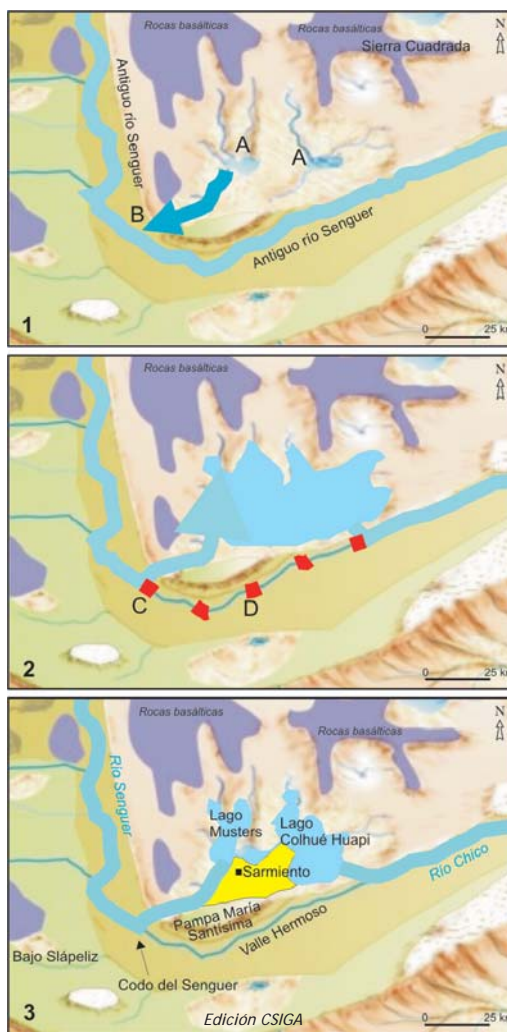 Rocas basálticas
Rocas basálticas
Sierra Cuadrada
N
Antiguo río Senguer
A
A
B
Antiguo río Senguer
1
0 25 km
Rocas basálticas
N
C
D
2
0 25 km
Rocas basálticas
Rocas basálticas
N
Río Senguer
Lago
Musters
Lago
Colhué Huapi
Sarmiento
Río Chico
Pampa María
Santísima
Valle Hermoso
Bajo Slápeliz
Codo del Senguer
0 25 km
3
Edición CSIGA